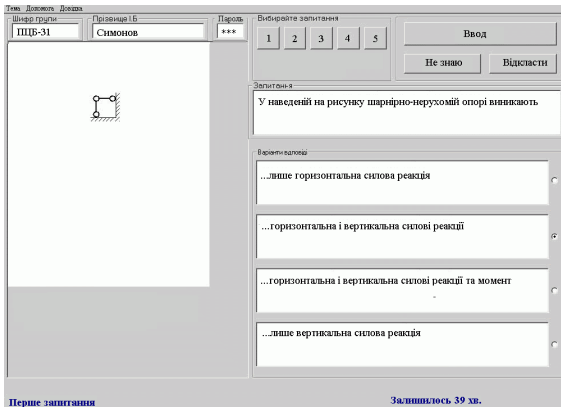 Тема Допомога Довідка
Шифр групи Прізвище І.Б Пароль Вибирайте запитання
ПЦБ-31 Симонов ***
1 2 3 4 5
Ввод
Не знаю Відкласти
Запитання
У наведеній на рисунку шарнірно-нерухомій опорі виникають
Варіанти відповіді
...лише горизонтальна силова реакція
...горизонтальна і вертикальна силові реакції
...горизонтальна і вертикальна силові реакції та момент
...лише вертикальна силова реакція
Перше запитання Залишилось 39 хв.